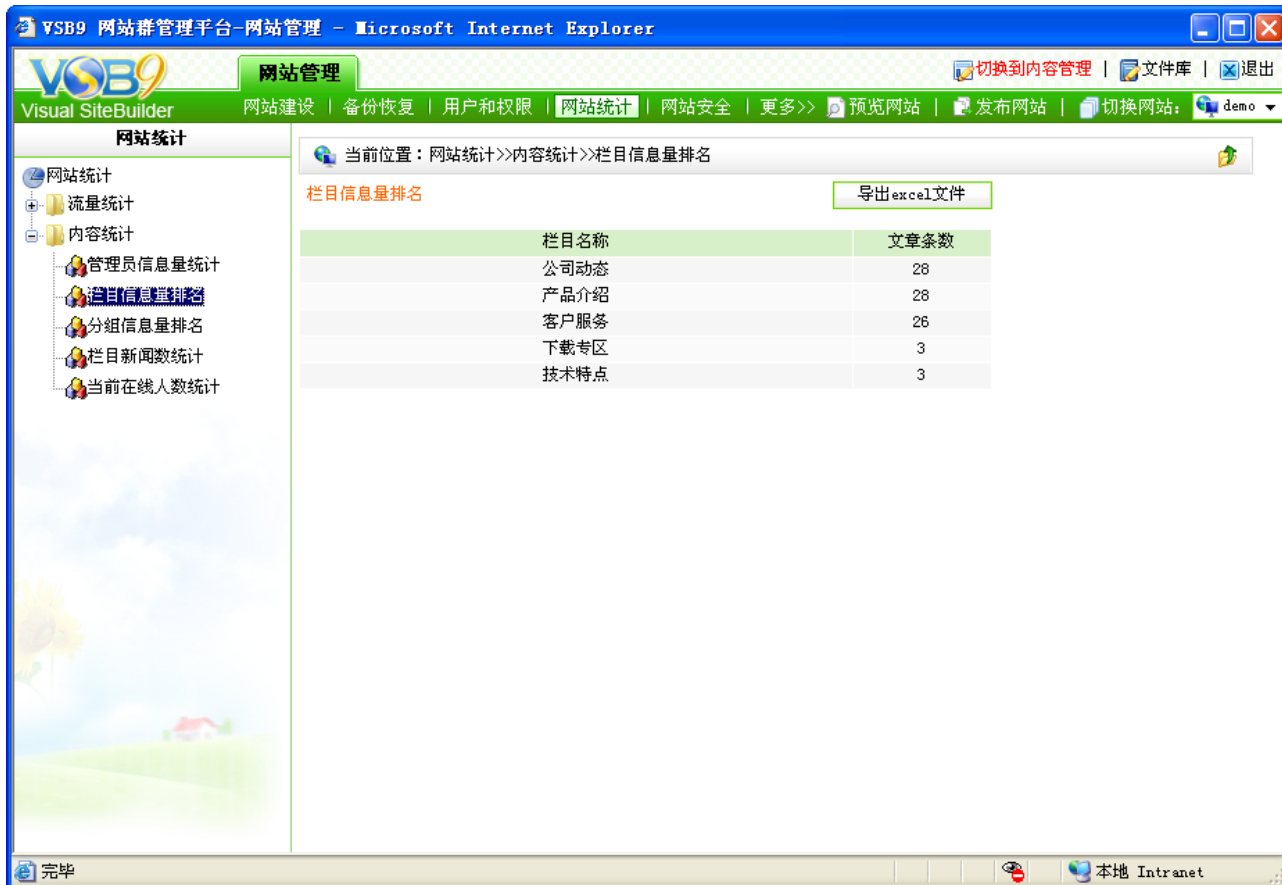 VSB9 网站群管理平台-网站管理 - Microsoft Internet Explorer
VSB9
Visual SiteBuilder
网站管理
切换到内容管理 | 文件库 | 退出
网站建设 | 备份恢复 | 用户和权限 | 网站统计 | 网站安全 | 更多>> 预览网站 | 发布网站 | 切换网站: demo
网站统计
网站统计
流量统计
内容统计
管理员信息量统计
栏目信息量排名
分组信息量排名
栏目新闻数统计
当前在线人数统计
当前位置:网站统计>>内容统计>>栏目信息量排名
栏目信息量排名 导出excel文件
栏目名称 文章条数
公司动态 28
产品介绍 28
客户服务 26
下载专区 3
技术特点 3
完毕 本地 Intranet